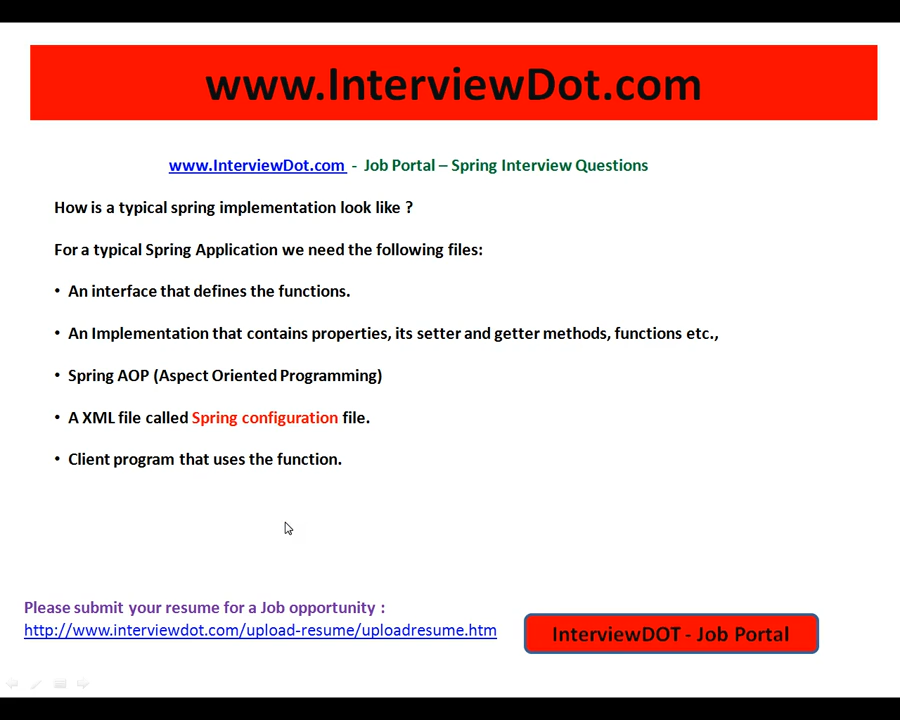 www.InterviewDot.com
www.InterviewDot.com - Job Portal – Spring Interview Questions
How is a typical spring implementation look like ?
For a typical Spring Application we need the following files:
• An interface that defines the functions.
• An Implementation that contains properties, its setter and getter methods, functions etc.,
• Spring AOP (Aspect Oriented Programming)
• A XML file called Spring configuration file.
• Client program that uses the function.
Please submit your resume for a Job opportunity :
http://www.interviewdot.com/upload-resume/uploadresume.htm
InterviewDOT - Job Portal